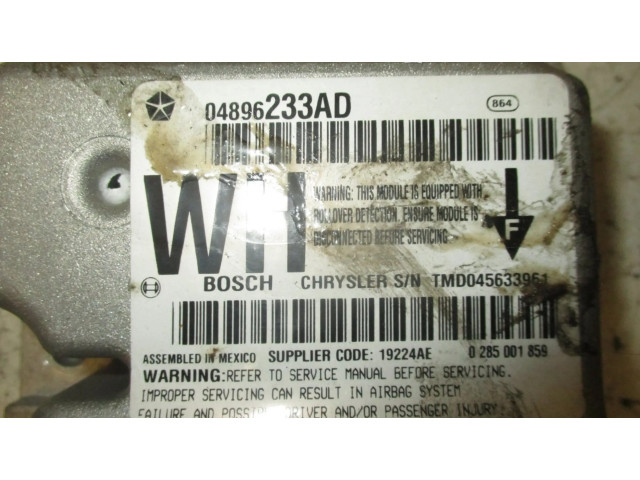 04896233AD
864
WH
WARNING: THIS MODULE IS EQUIPPED WITH
ROLLOVER DETECTION. ENSURE MODULE IS
DISCONNECTED BEFORE SERVICING
F
BOSCH CHRYSLER S/N TMD045633961
ASSEMBLED IN MEXICO SUPPLIER CODE: 19224AE 0 285 001 859
WARNING:REFER TO SERVICE MANUAL BEFORE SERVICING.
IMPROPER SERVICING CAN RESULT IN AIRBAG SYSTEM
FAILURE AND POSSIBLE DRIVER AND/OR PASSENGER INJURY